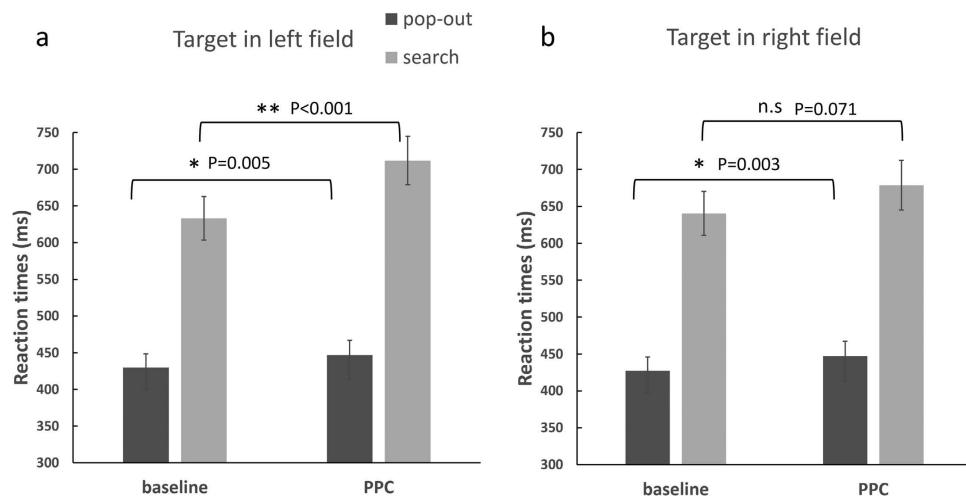 a
Target in left field
pop-out
search
b
Target in right field
** P<0.001
* P=0.005
n.s P=0.071
* P=0.003
Reaction times (ms)
750
700
650
600
550
500
450
400
350
300
baseline
PPC
Reaction times (ms)
750
700
650
600
550
500
450
400
350
300
baseline
PPC